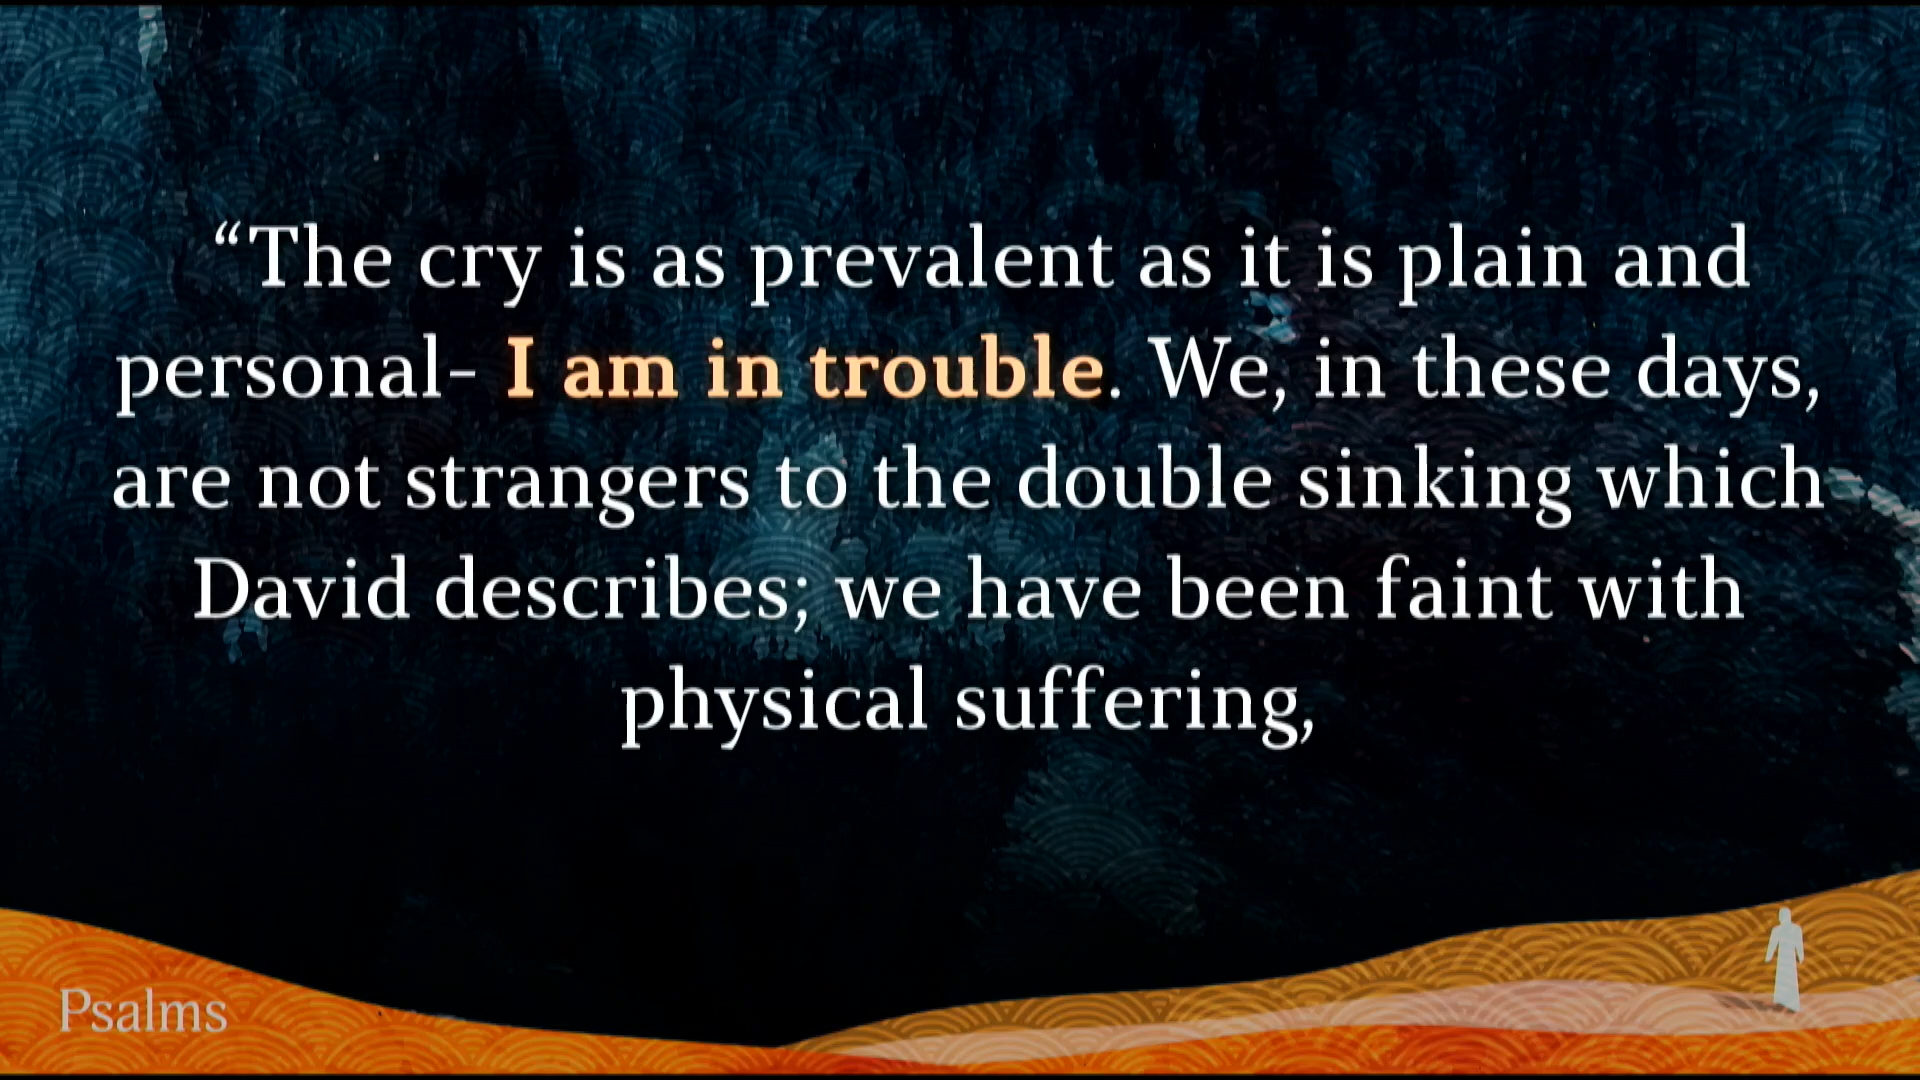 “The cry is as prevalent as it is plain and
personal- I am in trouble. We, in these days,
are not strangers to the double sinking which
David describes; we have been faint with
physical suffering,
Psalms